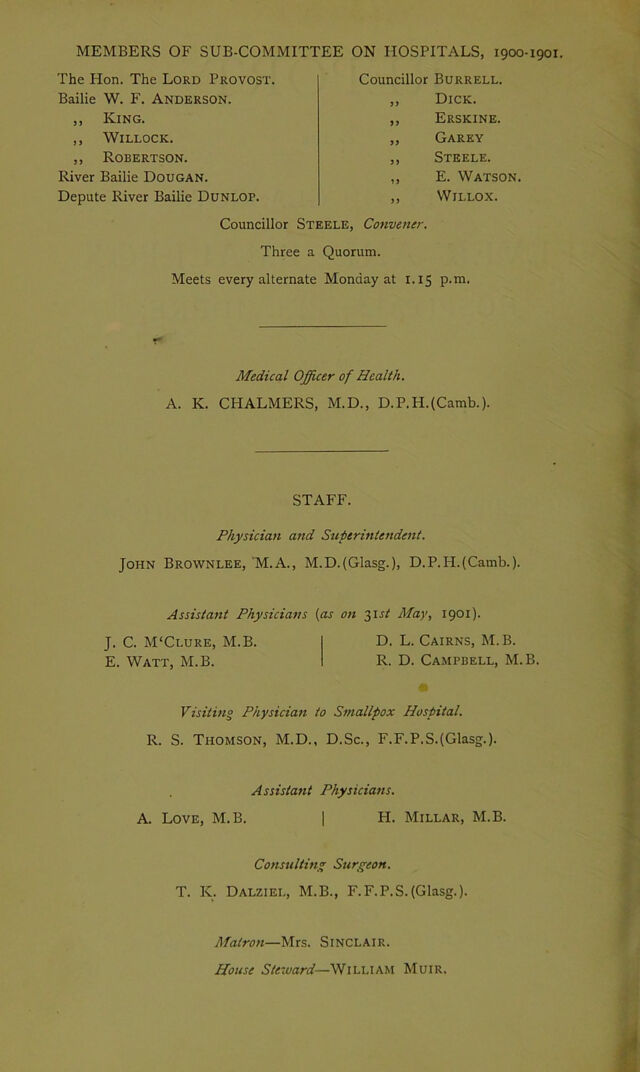 MEMBERS OF SUB-COMMITTEE ON HOSPITALS, 1900-1901.
The Hon. The LORD PROVOST.
Bailie W. F. ANDERSON.
,, KING.
,, WILLOCK.
,, ROBERTSON.
River Bailie DOUGAN.
Depute River Bailie DUNLOP.
Councillor BURRELL.
,, DICK.
,, ERSKINE.
,, GAREY
,, STEELE.
,, E. WATSON.
,, WILLOX.
Councillor STEELE, Convener.
Three a Quorum.
Meets every alternate Monday at 1.15 p.m.
Medical Officer of Health.
A. K. CHALMERS, M.D., D.P.H.(Camb.).
STAFF.
Physician and Superintendent.
JOHN BROWNLEE, M.A., M.D.(Glasg.), D.P.H.(Camb.).
Assistant Physicians (as on 31st May, 1901).
J. C. M‘CLURE, M.B.
E. WATT, M.B.
D. L. CAIRNS, M.B.
R. D. CAMPBELL, M.B.
Visiting Physician to Smallpox Hospital.
R. S. THOMSON, M.D., D.Sc., F.F.P.S.(Glasg.).
Assistant Physicians.
A. LOVE, M.B. | H. MILLAR, M.B.
Consulting Surgeon.
T. K. DALZIEL, M.B., F.F.P.S.(Glasg.).
Matron—Mrs. SINCLAIR.
House Steward—WILLIAM MUIR.